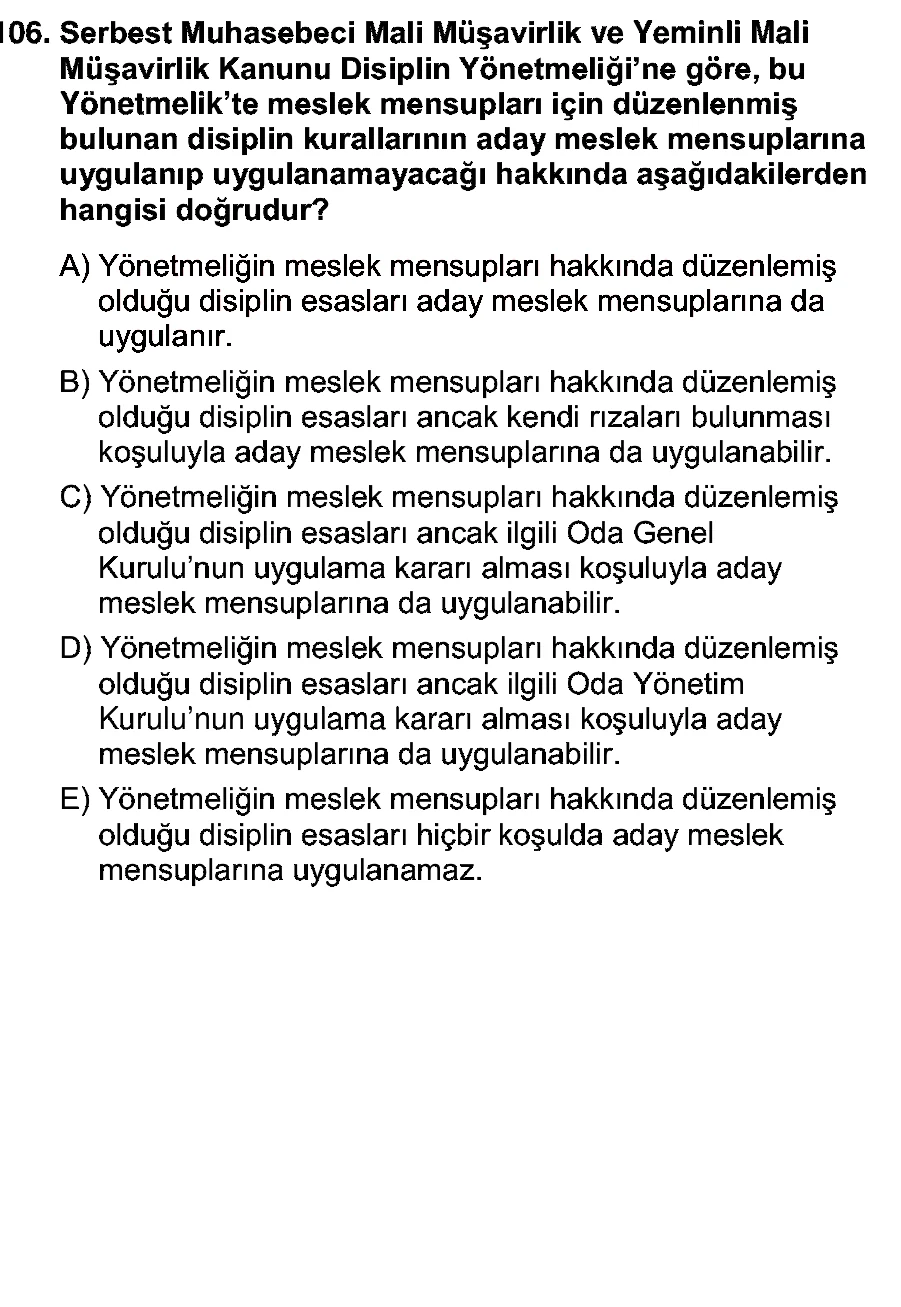 106. Serbest Muhasebeci Mali Müşavirlik ve Yeminli Mali
Müşavirlik Kanunu Disiplin Yönetmeliği’ne göre, bu
Yönetmelik’te meslek mensupları için düzenlenmiş
bulunan disiplin kurallarının aday meslek mensuplarına
uygulanıp uygulanamayacağı hakkında aşağıdakilerden
hangisi doğrudur?
A) Yönetmeliğin meslek mensupları hakkında düzenlemiş
olduğu disiplin esasları aday meslek mensuplarına da
uygulanır.
B) Yönetmeliğin meslek mensupları hakkında düzenlemiş
olduğu disiplin esasları ancak kendi rızaları bulunması
koşuluyla aday meslek mensuplarına da uygulanabilir.
C) Yönetmeliğin meslek mensupları hakkında düzenlemiş
olduğu disiplin esasları ancak ilgili Oda Genel
Kurulu’nun uygulama kararı alması koşuluyla aday
meslek mensuplarına da uygulanabilir.
D) Yönetmeliğin meslek mensupları hakkında düzenlemiş
olduğu disiplin esasları ancak ilgili Oda Yönetim
Kurulu’nun uygulama kararı alması koşuluyla aday
meslek mensuplarına da uygulanabilir.
E) Yönetmeliğin meslek mensupları hakkında düzenlemiş
olduğu disiplin esasları hiçbir koşulda aday meslek
mensuplarına uygulanamaz.